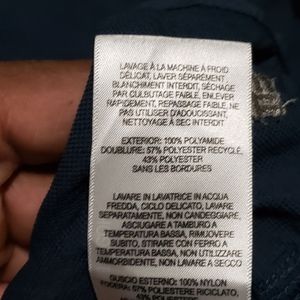 LAVAGE À LA MACHINE À FROID
DÉLICAT, LAVER SÉPARÉMENT
BLANCHIMENT INTERDIT, SÉCHAGE
PAR CULBUTAGE FAIBLE, ENLEVER
RAPIDEMENT, REPASSAGE FAIBLE, NE
PAS UTILISER D'ADOUCISSANT,
NETTOYAGE À SEC INTERDIT
EXTERIOR: 100% POLYAMIDE
DOUBLURE: 57% POLYESTER RECYCLÉ,
43% POLYESTER
SANS LES BORDURES
LAVARE IN LAVATRICE IN ACQUA
FREDDA, CICLO DELICATO, LAVARE
SEPARATAMENTE, NON CANDEGGIARE,
ASCIUGARE A TAMBURO A
TEMPERATURA BASSA, RIMUOVERE
SUBITO, STIRARE CON FERRO A
TEMPERATURA BASSA, NON UTILIZZARE
AMMORBIDENTE, NON LAVARE A SECCO
GUSCIO ESTERNO: 100% NYLON
FODERA: 57% POLIESTERE RICICLATO,
43% POLIESTERE